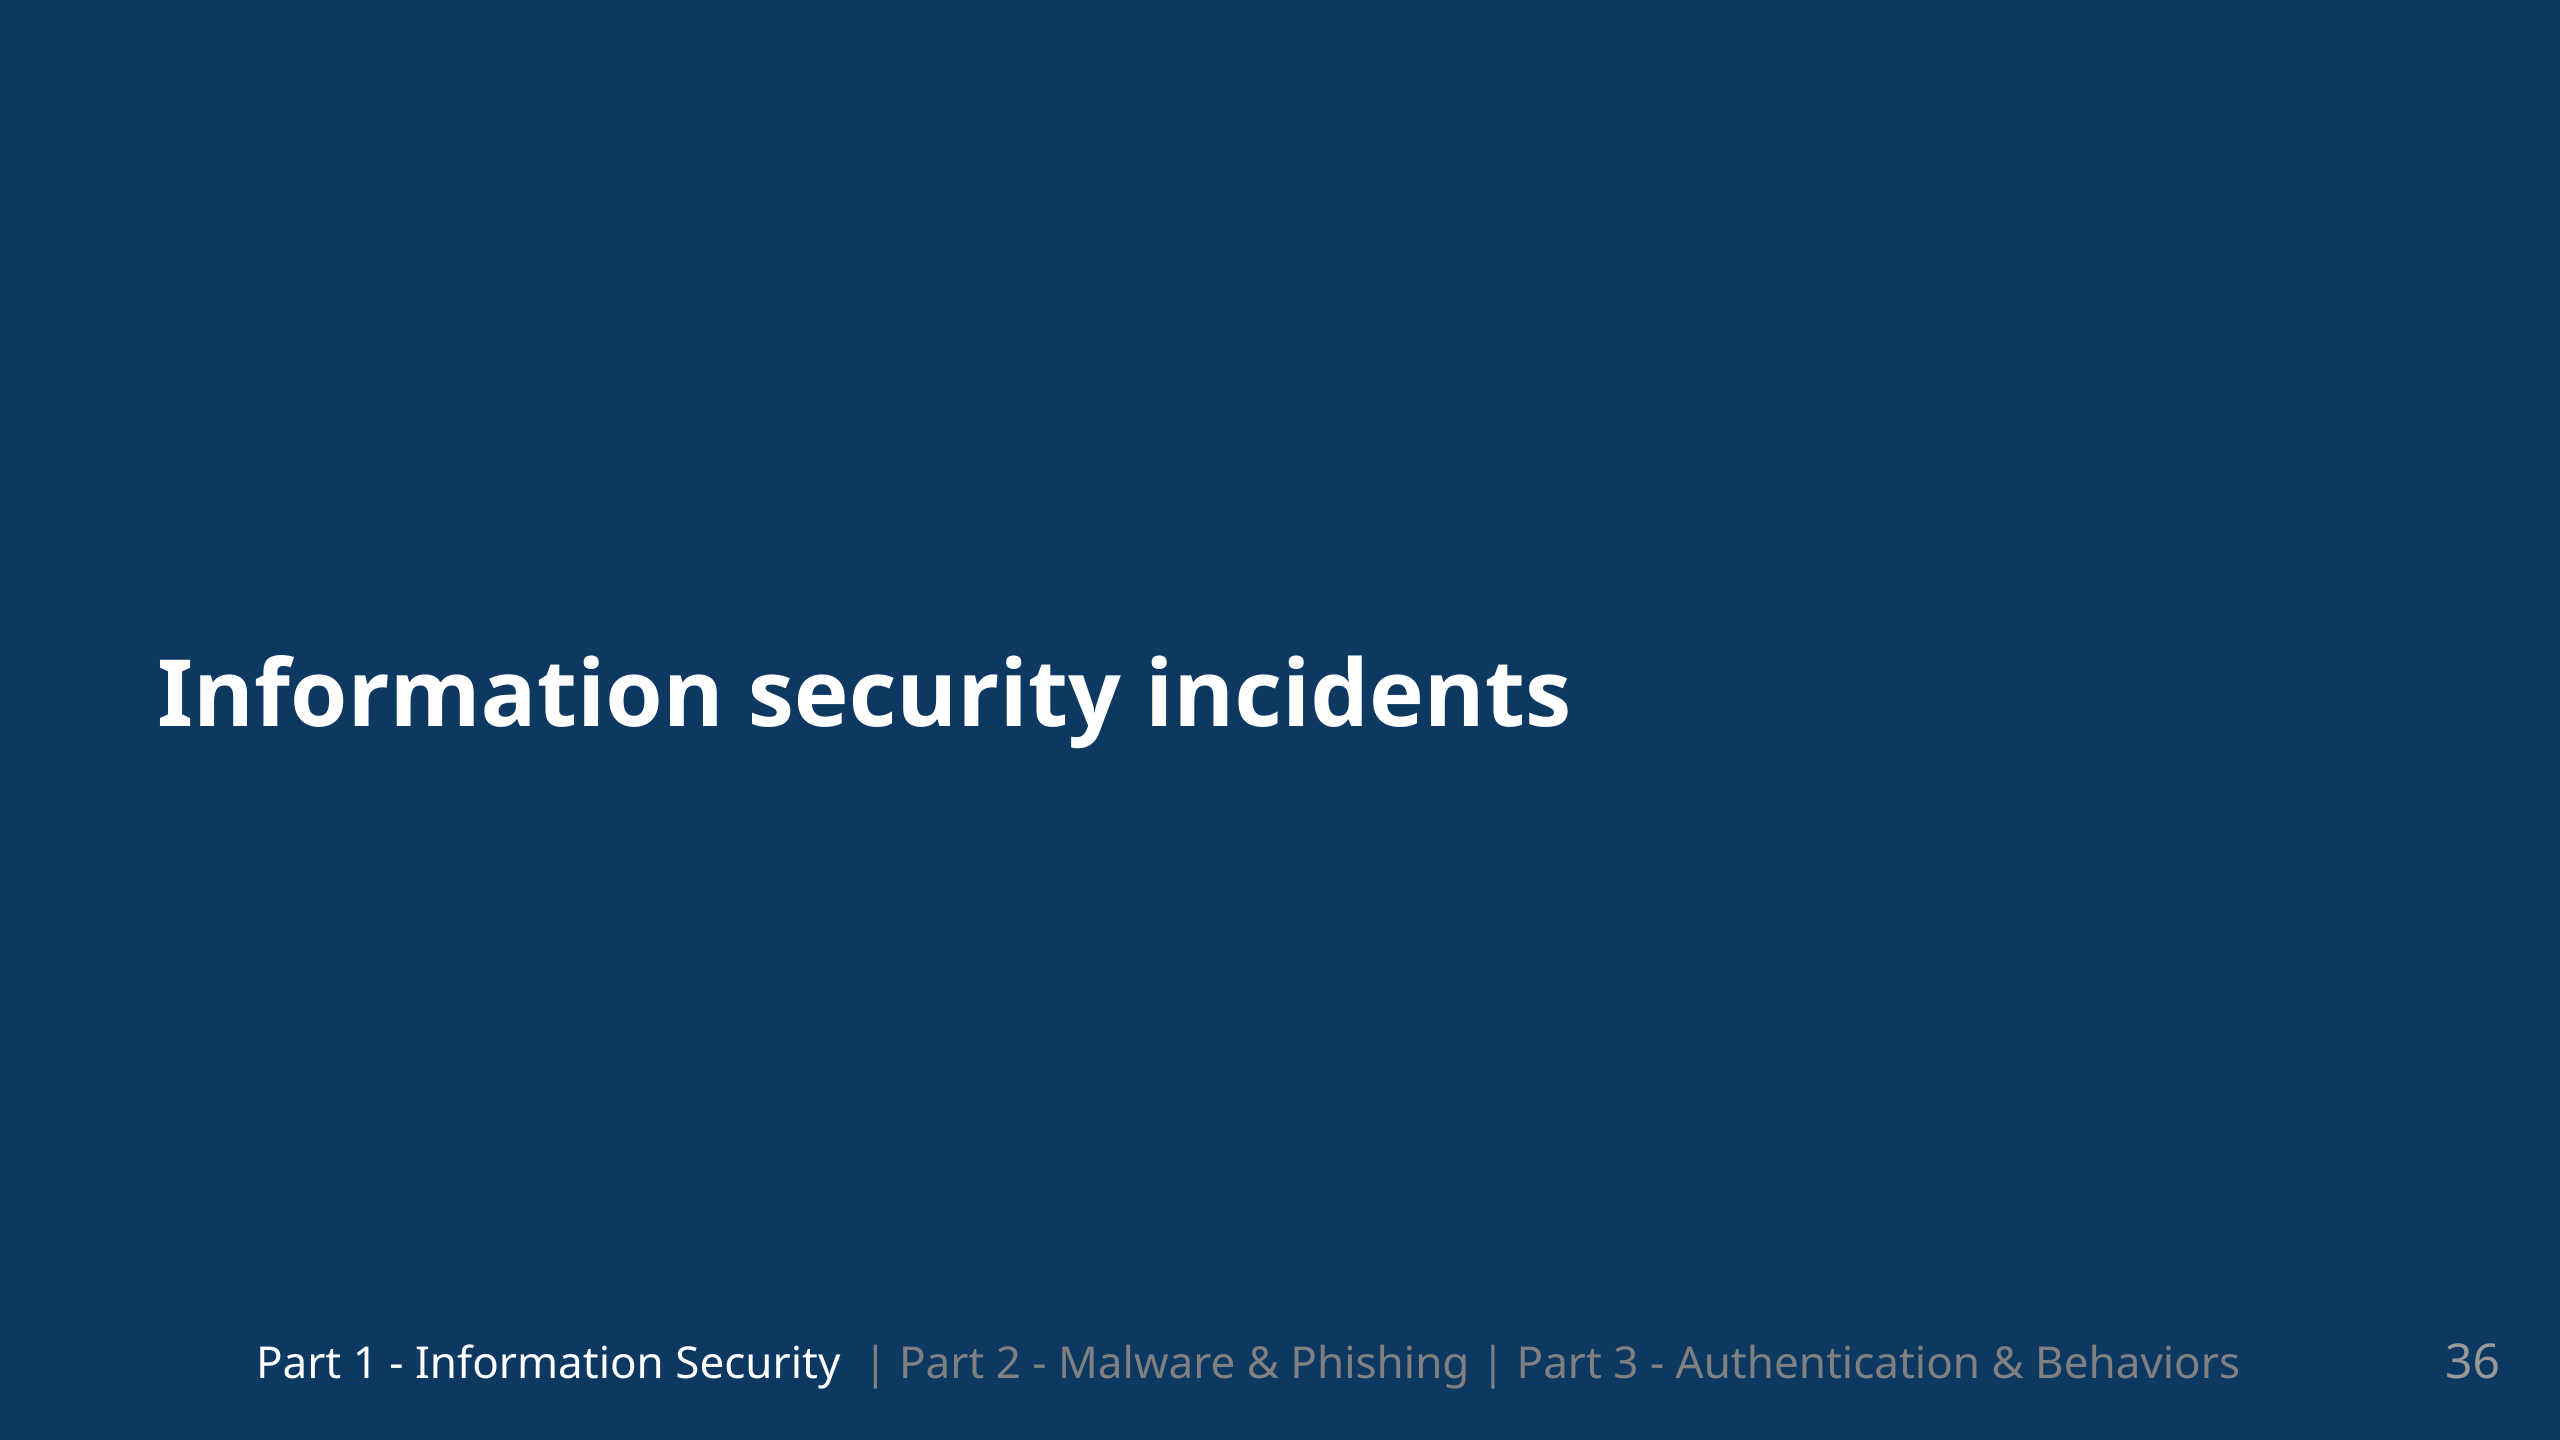 Information security incidents
Part 1 - Information Security | Part 2 - Malware & Phishing | Part 3 - Authentication & Behaviors 36